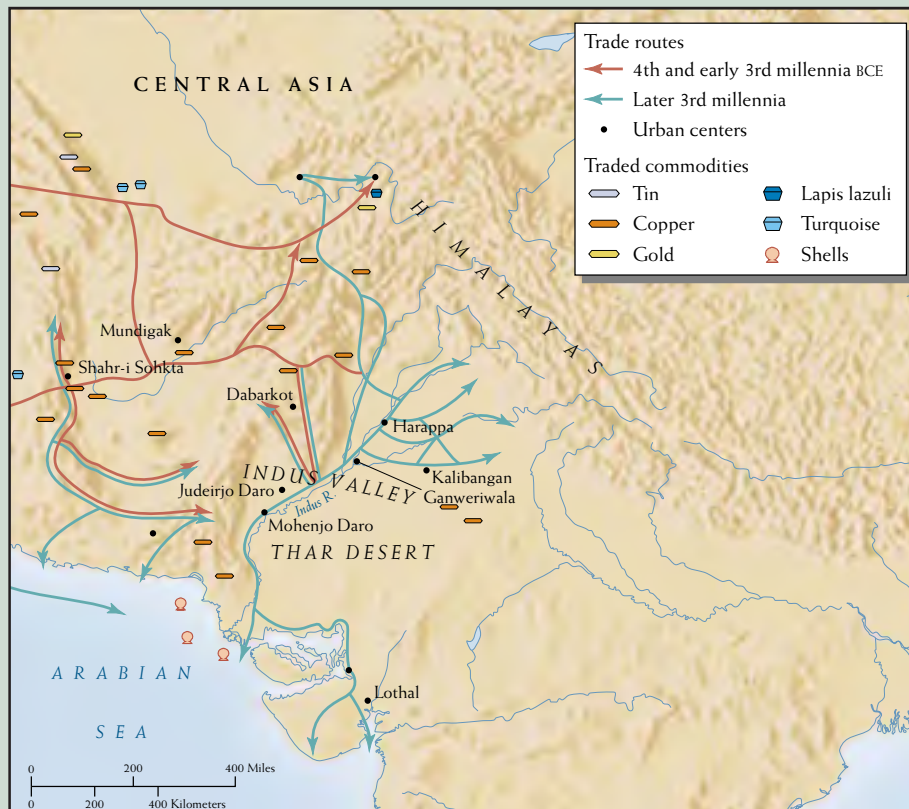 CENTRAL ASIA
Trade routes
4th and early 3rd millennia BCE
Later 3rd millennia
Urban centers
Traded commodities
Tin
Lapis lazuli
Copper
Turquoise
Gold
Shells
HIMALAYAS
Mundigak
Shahr-i Sohkta
Dabarkot
Harappa
INDUS VALLEY
Kalibangan
Judeirjo Daro
Ganweriwala
Indus R.
Mohenjo Daro
THAR DESERT
ARABIAN
SEA
Lothal
0 200 400 Miles
0 200 400 Kilometers